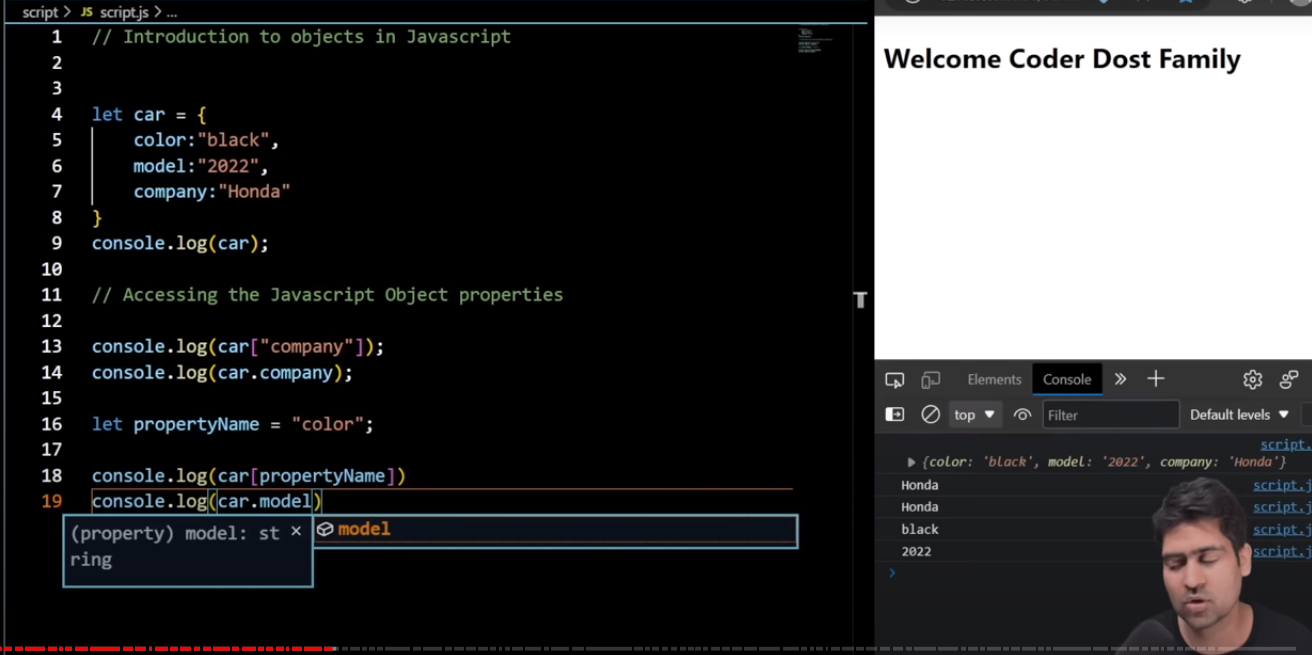 script > JS script.js > ...
1 // Introduction to objects in Javascript
2
3
4 let car = {
5 color:"black",
6 model:"2022",
7 company:"Honda"
8 }
9 console.log(car);
10
11 // Accessing the Javascript Object properties
12
13 console.log(car["company"]);
14 console.log(car.company);
15
16 let propertyName = "color";
17
18 console.log(car[propertyName])
19 console.log(car.model)
(property) model: st ×
ring
model
T
Welcome Coder Dost Family
Elements Console
top ▼ Filter Default levels ▼
script.
▶ {color: 'black', model: '2022', company: 'Honda'}
Honda script.j
Honda script.j
black script.j
2022 script.j
>